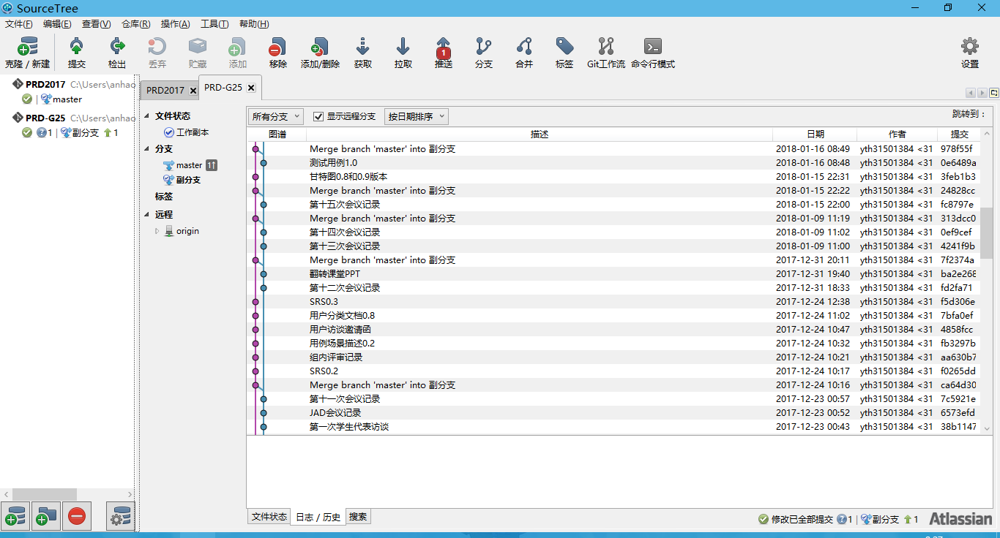 SourceTree
文件(F) 编辑(E) 查看(V) 仓库(R) 操作(A) 工具(T) 帮助(H)
克隆 / 新建 提交 检出 丢弃 贮藏 添加 移除 添加/删除 获取 拉取 1 推送 分支 合并 标签 Git工作流 命令行模式 设置
PRD2017 C:\Users\anhao
master
PRD-G25 C:\Users\anhao
1 副分支 1
PRD2017 PRD-G25
文件状态
工作副本
分支
master
副分支
标签
远程
origin
所有分支 显示远程分支 按日期排序 跳转到：
图谱 描述 日期 作者 提交
Merge branch 'master' into 副分支 2018-01-16 08:49 yth31501384 <31 978f55f
测试用例1.0 2018-01-16 08:48 yth31501384 <31 0e6489a
甘特图0.8和0.9版本 2018-01-15 22:31 yth31501384 <31 3feb1b3
Merge branch 'master' into 副分支 2018-01-15 22:22 yth31501384 <31 24828cc
第十五次会议记录 2018-01-15 22:00 yth31501384 <31 fc8797e
Merge branch 'master' into 副分支 2018-01-09 11:19 yth31501384 <31 313dcc0
第十四次会议记录 2018-01-09 11:02 yth31501384 <31 0ef9cef
第十三次会议记录 2018-01-09 11:00 yth31501384 <31 4241f9b
Merge branch 'master' into 副分支 2017-12-31 20:11 yth31501384 <31 7f2374a
翻转课堂PPT 2017-12-31 19:40 yth31501384 <31 ba2e268
第十二次会议记录 2017-12-31 18:33 yth31501384 <31 fd2fa71
SRS0.3 2017-12-24 12:38 yth31501384 <31 f5d306e
用户分类文档0.8 2017-12-24 11:02 yth31501384 <31 7bfa0ef
用户访谈邀请函 2017-12-24 10:47 yth31501384 <31 4858fcc
用例场景描述0.2 2017-12-24 10:32 yth31501384 <31 fb3297b
组内评审记录 2017-12-24 10:21 yth31501384 <31 aa630b7
SRS0.2 2017-12-24 10:17 yth31501384 <31 f0265dd
Merge branch 'master' into 副分支 2017-12-24 10:16 yth31501384 <31 ca64d30
第十一次会议记录 2017-12-23 00:57 yth31501384 <31 7c5921e
JAD会议记录 2017-12-23 00:52 yth31501384 <31 6573efd
第一次学生代表访谈 2017-12-23 00:43 yth31501384 <31 38b1147
文件状态 日志 / 历史 搜索
修改已全部提交 1 副分支 1 Atlassian